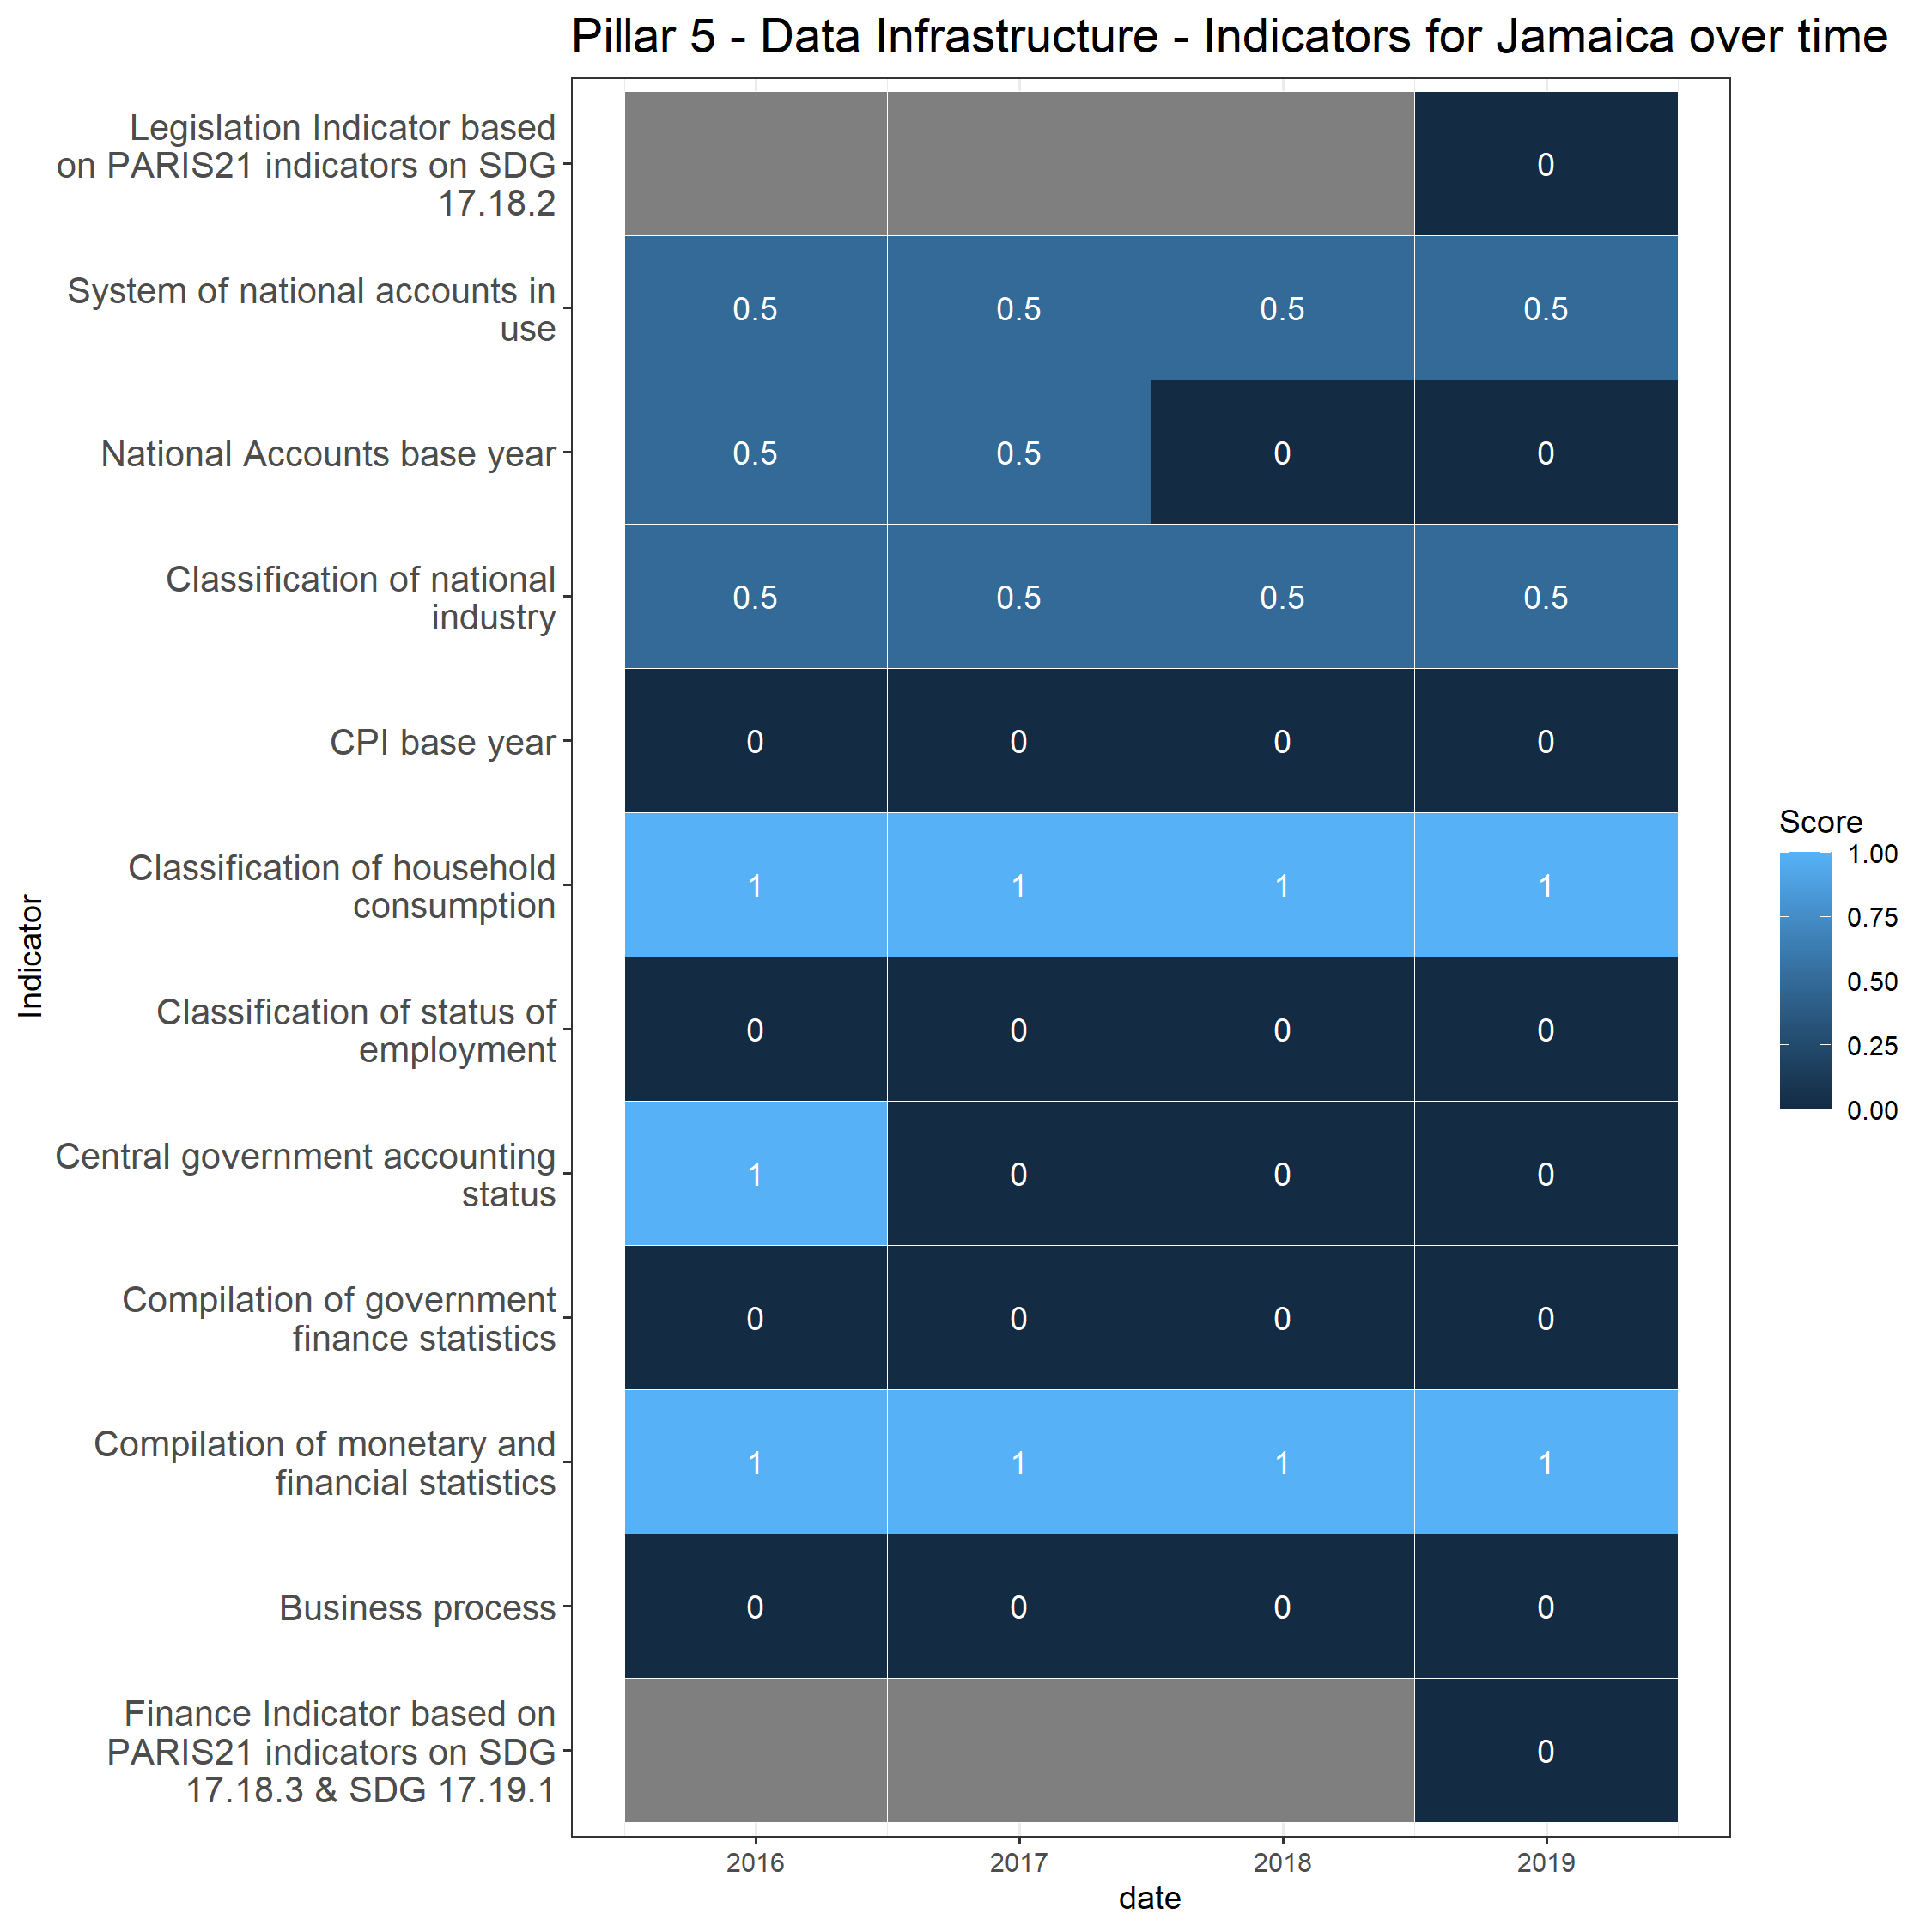 Pillar 5 - Data Infrastructure - Indicators for Jamaica over time
Legislation Indicator based
on PARIS21 indicators on SDG
17.18.2
0
System of national accounts in
use
0.5 0.5 0.5 0.5
National Accounts base year
0.5 0.5 0 0
Classification of national
industry
0.5 0.5 0.5 0.5
CPI base year
0 0 0 0
Classification of household
consumption
1 1 1 1
Classification of status of
employment
0 0 0 0
Central government accounting
status
1 0 0 0
Compilation of government
finance statistics
0 0 0 0
Compilation of monetary and
financial statistics
1 1 1 1
Business process
0 0 0 0
Finance Indicator based on
PARIS21 indicators on SDG
17.18.3 & SDG 17.19.1
0
2016 2017 2018 2019
date
Indicator
Score
1.00
0.75
0.50
0.25
0.00